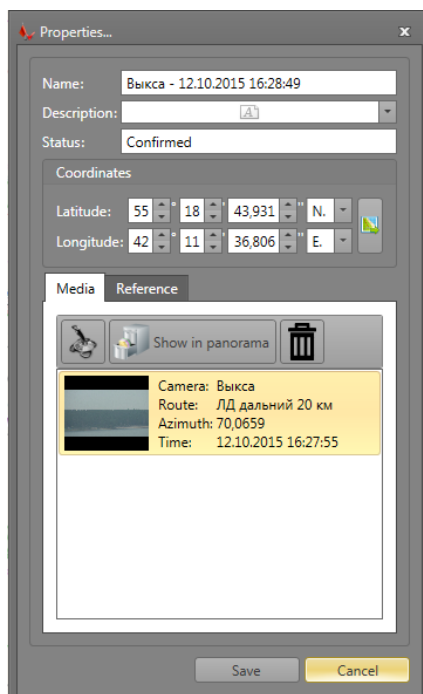 Properties... x
Name: Выкса - 12.10.2015 16:28:49
Description: A
Status: Confirmed
Coordinates
Latitude: 55 ° 18 ' 43,931 " N.
Longitude: 42 ° 11 ' 36,806 " E.
Media Reference
Show in panorama
Camera: Выкса
Route: ЛД дальний 20 км
Azimuth: 70,0659
Time: 12.10.2015 16:27:55
Save Cancel